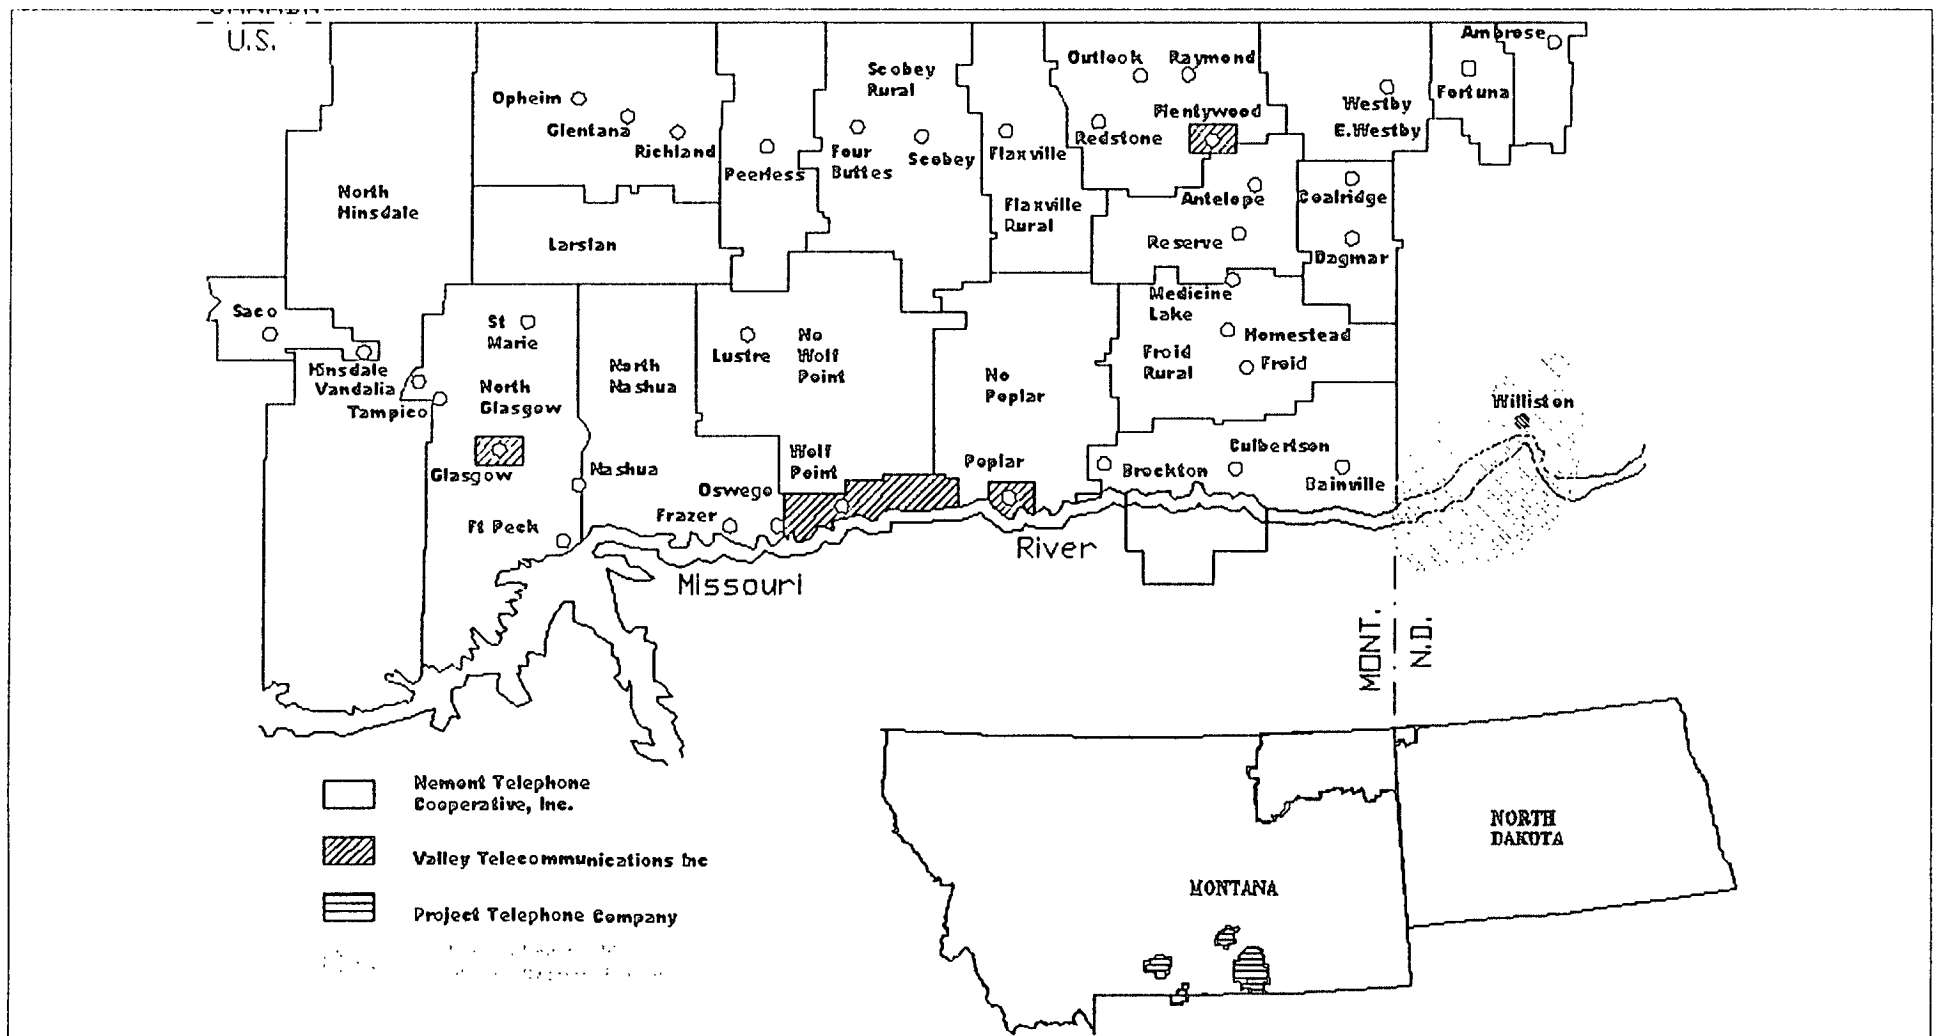 U.S.
Ambrose
Outlook
Raymond
Scobey
Rural
Fortuna
Opheim
Westby
Plentywood
Glentana
E.Westby
Redstone
Richland
Four
Buttes
Scobey
Flaxville
Peerless
North
Hinsdale
Antelope
Coalridge
Flaxville
Rural
Larslan
Reserve
Dagmar
Medicine
Lake
Saco
St
Marie
Lustre
No
Wolf
Point
Homestead
Froid
Rural
Froid
Hinsdale
Vandalia
Tampico
North
Glasgow
North
Nashua
No
Poplar
Williston
Glasgow
Nashua
Wolf
Point
Poplar
Culbertson
Brockton
Bainville
Oswego
Frazer
Ft Peck
River
Missouri
MONT.
N.D.
Nemont Telephone
Cooperative, Inc.
Valley Telecommunications Inc
Project Telephone Company
NORTH
DAKOTA
MONTANA